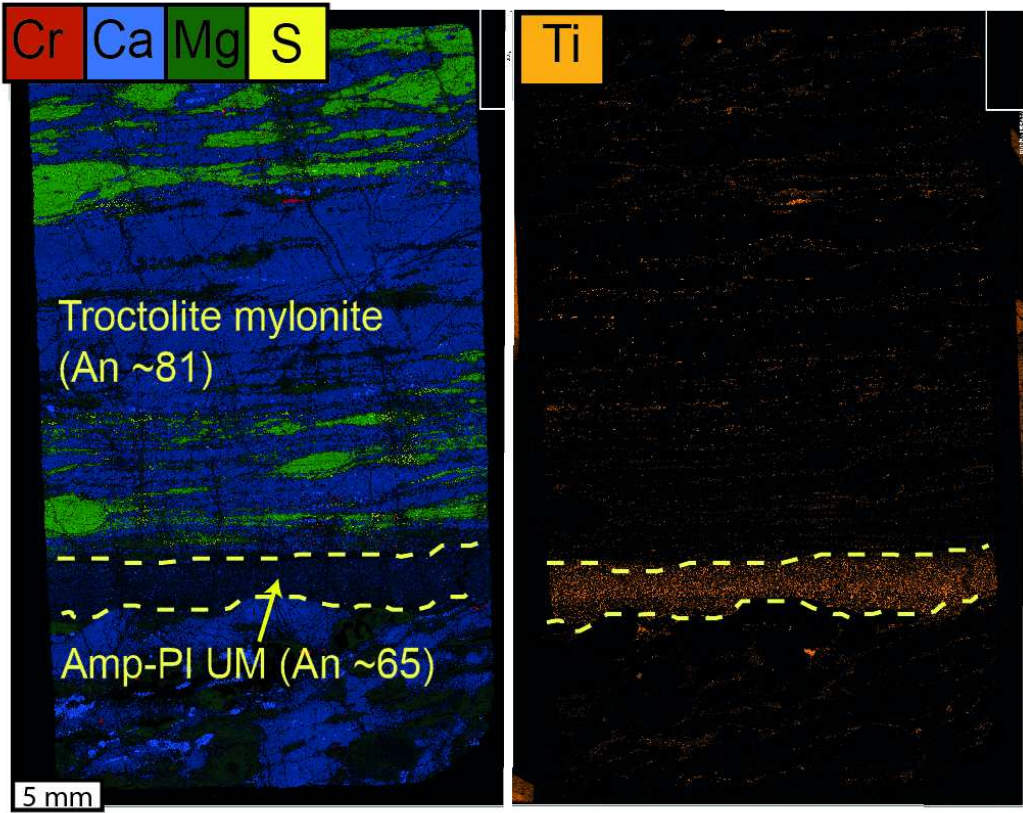 Cr Ca Mg S
Ti
Troctolite mylonite
(An ~81)
Amp-Pl UM (An ~65)
5 mm